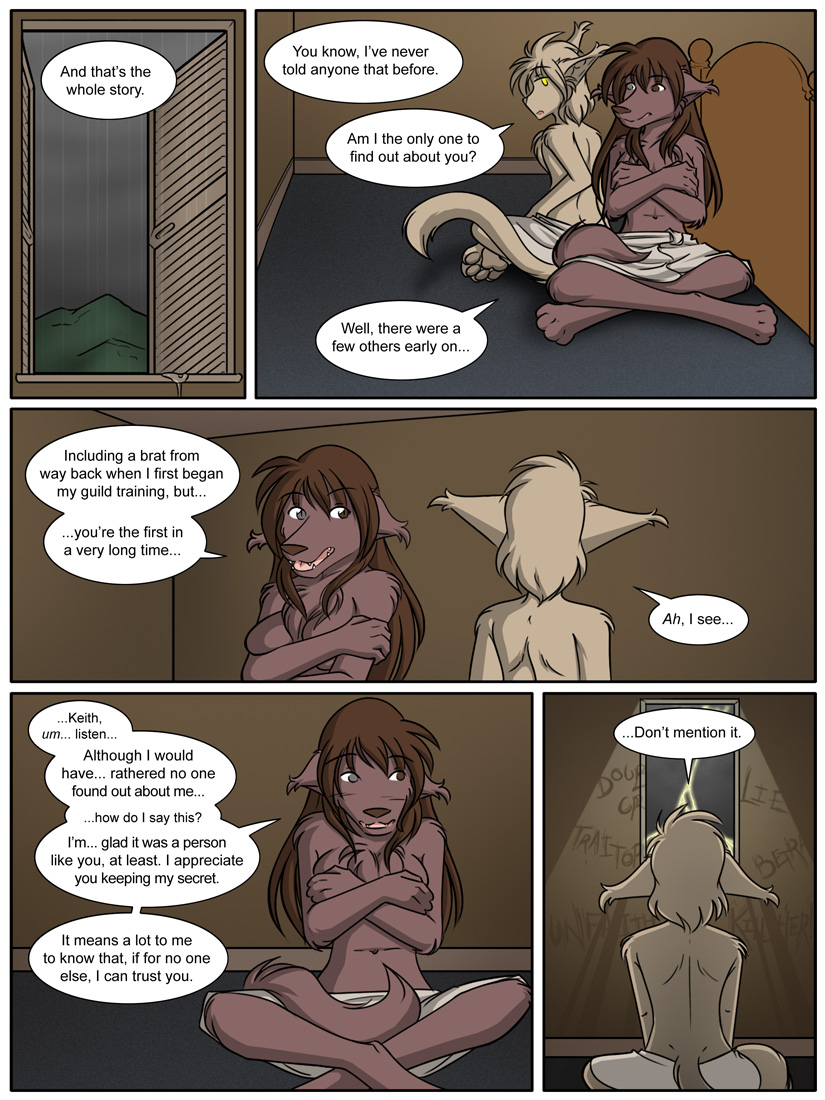 And that's the
whole story.
You know, I've never
told anyone that before.
Am I the only one to
find out about you?
Well, there were a
few others early on...
Including a brat from
way back when I first began
my guild training, but...
...you're the first in
a very long time...
Ah, I see...
...Keith,
um... listen...
Although I would
have... rathered no one
found out about me...
...how do I say this?
I'm... glad it was a person
like you, at least. I appreciate
you keeping my secret.
It means a lot to me
to know that, if for no one
else, I can trust you.
...Don't mention it.
LIE
TRAITOR